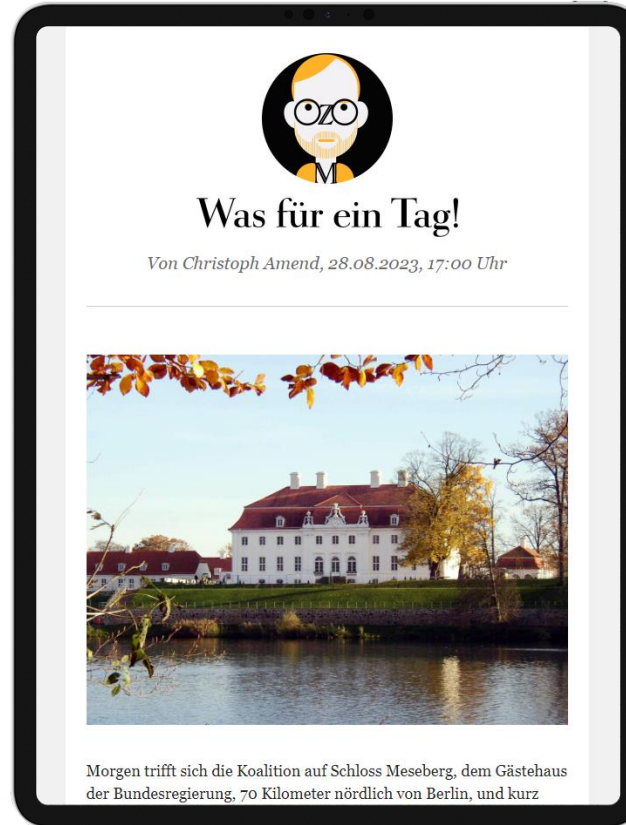 ZO
M
Was für ein Tag!
Von Christoph Amend, 28.08.2023, 17:00 Uhr
Morgen trifft sich die Koalition auf Schloss Meseberg, dem Gästehaus
der Bundesregierung, 70 Kilometer nördlich von Berlin, und kurz